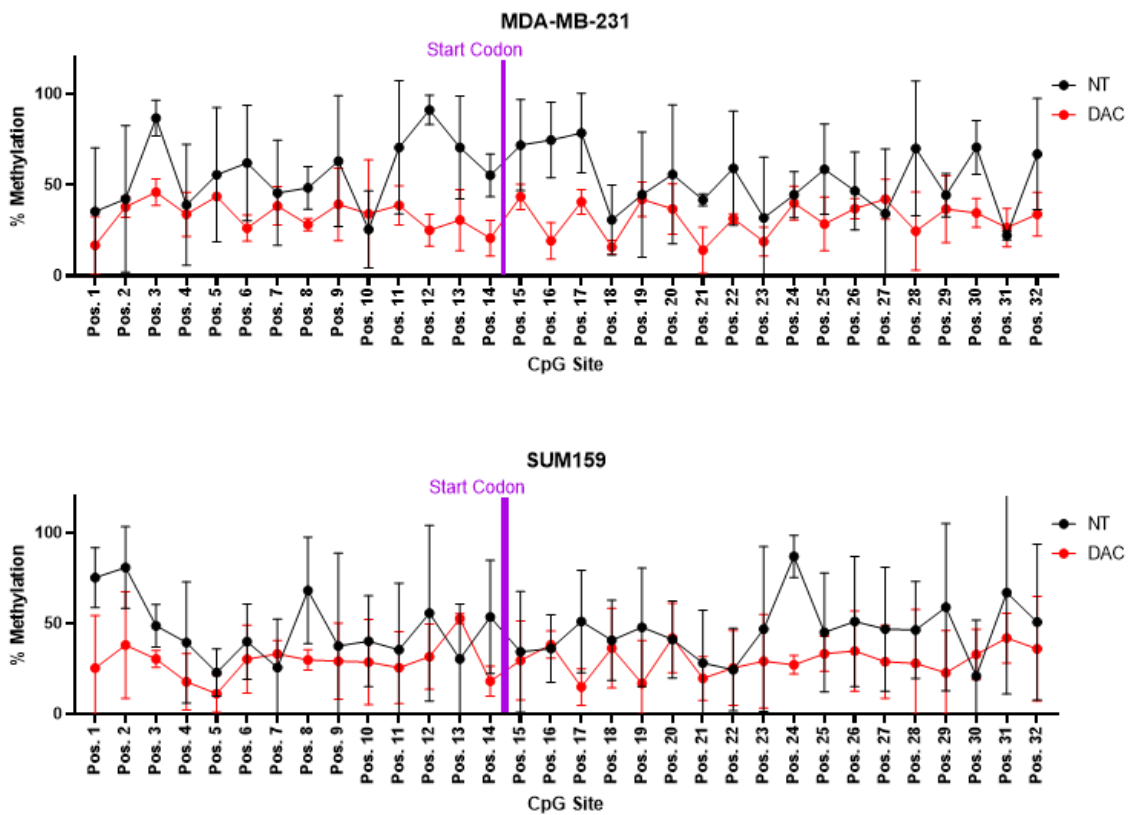 MDA-MB-231
Start Codon
% Methylation
100
50
0
NT
DAC
Pos. 1
Pos. 2
Pos. 3
Pos. 4
Pos. 5
Pos. 6
Pos. 7
Pos. 8
Pos. 9
Pos. 10
Pos. 11
Pos. 12
Pos. 13
Pos. 14
Pos. 15
Pos. 16
Pos. 17
Pos. 18
Pos. 19
Pos. 20
Pos. 21
Pos. 22
Pos. 23
Pos. 24
Pos. 25
Pos. 26
Pos. 27
Pos. 28
Pos. 29
Pos. 30
Pos. 31
Pos. 32
CpG Site
SUM159
Start Codon
% Methylation
100
50
0
NT
DAC
Pos. 1
Pos. 2
Pos. 3
Pos. 4
Pos. 5
Pos. 6
Pos. 7
Pos. 8
Pos. 9
Pos. 10
Pos. 11
Pos. 12
Pos. 13
Pos. 14
Pos. 15
Pos. 16
Pos. 17
Pos. 18
Pos. 19
Pos. 20
Pos. 21
Pos. 22
Pos. 23
Pos. 24
Pos. 25
Pos. 26
Pos. 27
Pos. 28
Pos. 29
Pos. 30
Pos. 31
Pos. 32
CpG Site